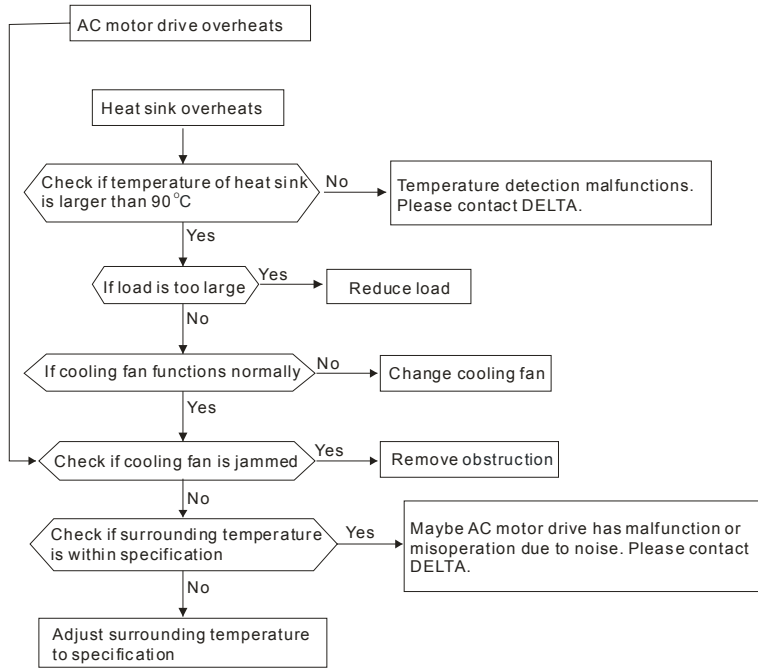 AC motor drive overheats
Heat sink overheats
Check if temperature of heat sink
is larger than 90°C
No
Temperature detection malfunctions.
Please contact DELTA.
Yes
If load is too large
Yes
Reduce load
No
If cooling fan functions normally
No
Change cooling fan
Yes
Check if cooling fan is jammed
Yes
Remove obstruction
No
Check if surrounding temperature
is within specification
Yes
Maybe AC motor drive has malfunction or
misoperation due to noise. Please contact
DELTA.
No
Adjust surrounding temperature
to specification